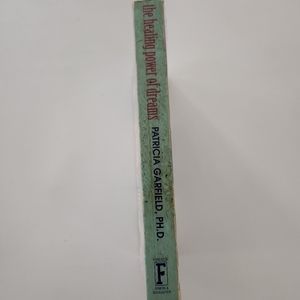 the healing power of dreams
PATRICIA GARFIELD, PH.D.
F